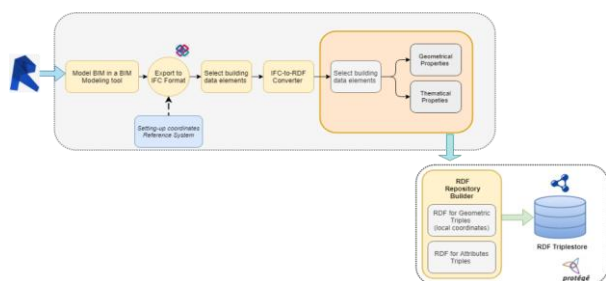 Model BIM in a BIM
Modeling tool
Export to
IFC Format
Select building
data elements
IFC-to-RDF
Converter
Select building
data elements
Geometrical
Properties
Thematical
Propeties
Setting-up coordinates
Reference System
RDF
Repository
Builder
RDF for Geometric
Triples
(local coordinates)
RDF for Attributes
Triples
RDF Triplestore
protégé